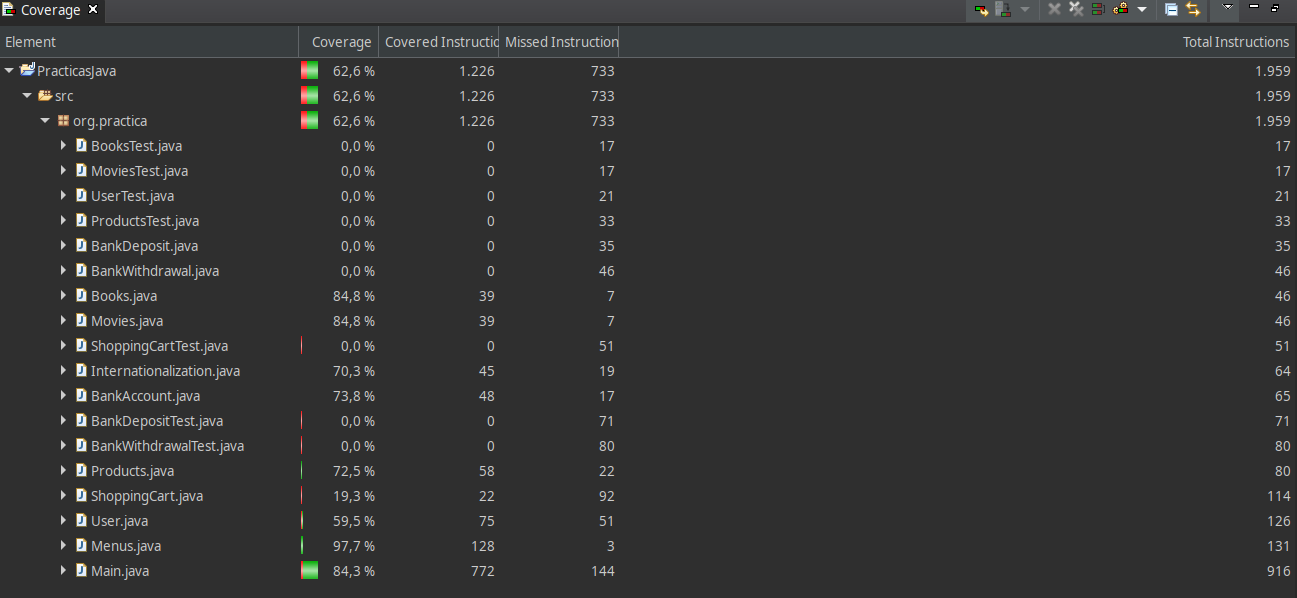 Coverage
Element Coverage Covered Instructio Missed Instruction Total Instructions
PracticasJava 62,6 % 1.226 733 1.959
src 62,6 % 1.226 733 1.959
org.practica 62,6 % 1.226 733 1.959
BooksTest.java 0,0 % 0 17 17
MoviesTest.java 0,0 % 0 17 17
UserTest.java 0,0 % 0 21 21
ProductsTest.java 0,0 % 0 33 33
BankDeposit.java 0,0 % 0 35 35
BankWithdrawal.java 0,0 % 0 46 46
Books.java 84,8 % 39 7 46
Movies.java 84,8 % 39 7 46
ShoppingCartTest.java 0,0 % 0 51 51
Internationalization.java 70,3 % 45 19 64
BankAccount.java 73,8 % 48 17 65
BankDepositTest.java 0,0 % 0 71 71
BankWithdrawalTest.java 0,0 % 0 80 80
Products.java 72,5 % 58 22 80
ShoppingCart.java 19,3 % 22 92 114
User.java 59,5 % 75 51 126
Menus.java 97,7 % 128 3 131
Main.java 84,3 % 772 144 916